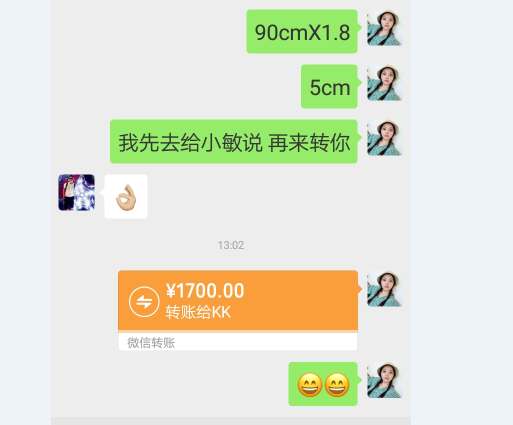 90cmX1.8
5cm
我先去给小敏说 再来转你
13:02
¥1700.00
转账给KK
微信转账